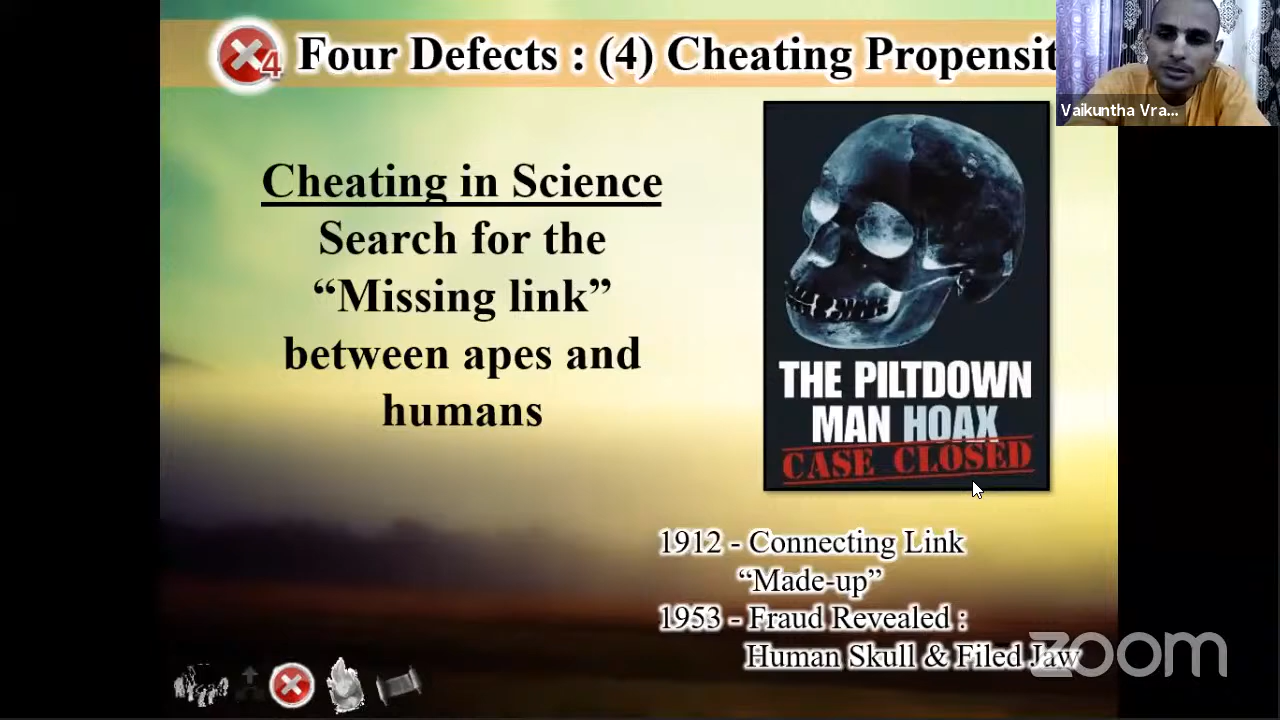 4 Four Defects : (4) Cheating Propensit
Vaikuntha Vra...
Cheating in Science
Search for the
“Missing link”
between apes and
humans
THE PILTDOWN
MAN HOAX
CASE CLOSED
1912 - Connecting Link
“Made-up”
1953 - Fraud Revealed :
Human Skull & Filed Jaw
zoom